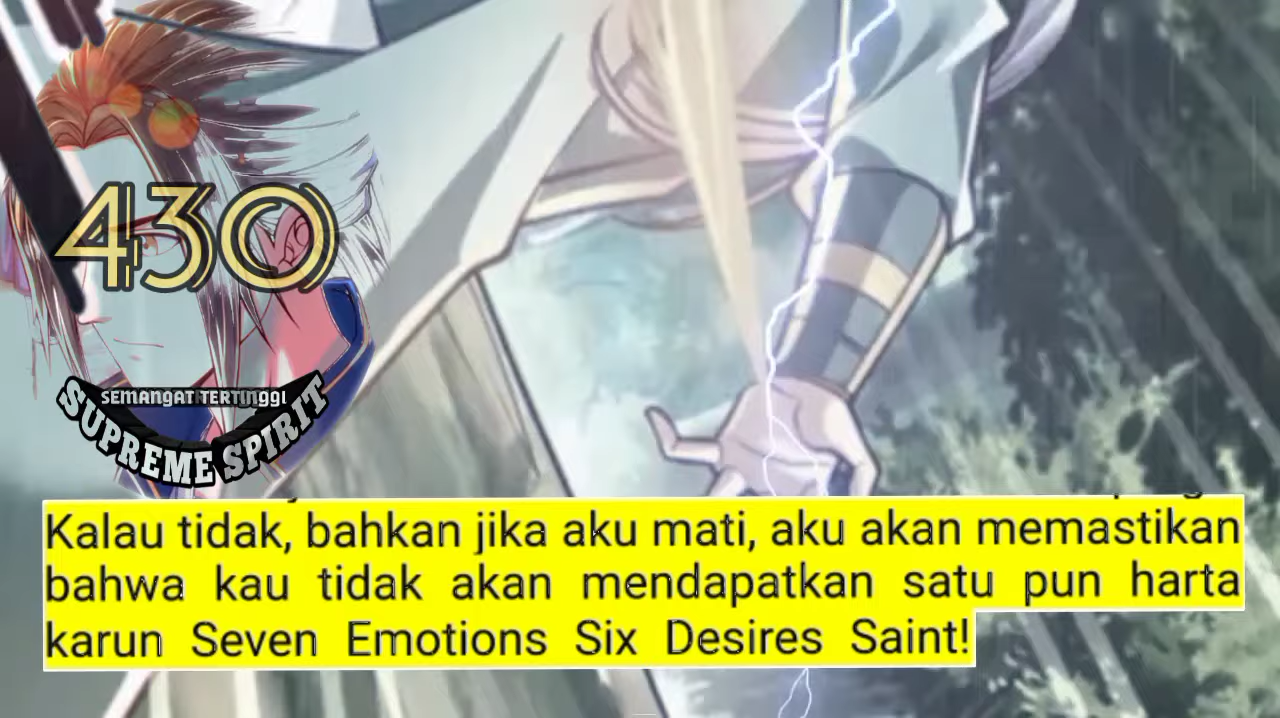 430
SEMANGAT TERTINGGI
SUPREME SPIRIT
Kalau tidak, bahkan jika aku mati, aku akan memastikan
bahwa kau tidak akan mendapatkan satu pun harta
karun Seven Emotions Six Desires Saint!